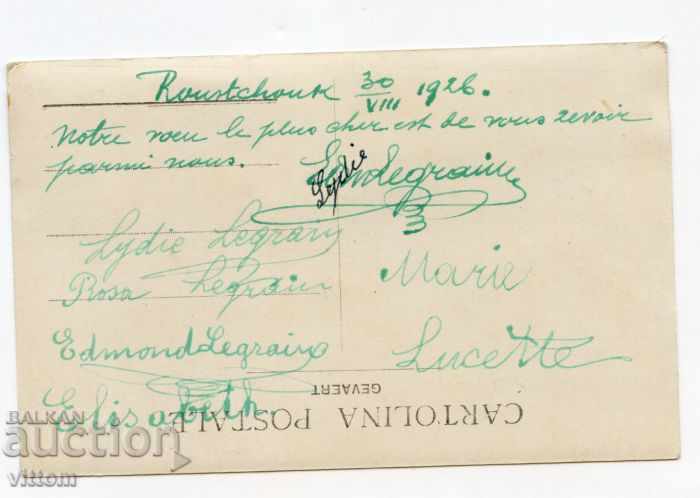 Roustchouk 30/VIII 1926.
Notre voeu le plus cher est de vous revoir
parmi nous.
Lydie
Legrain
Lydie Legrain
Rosa Legrain
Marie
Edmond Legrain
Lucette
Elisabeth.
CARTOLINA POSTALE
GEVAERT
BALKAN
auction
vittom